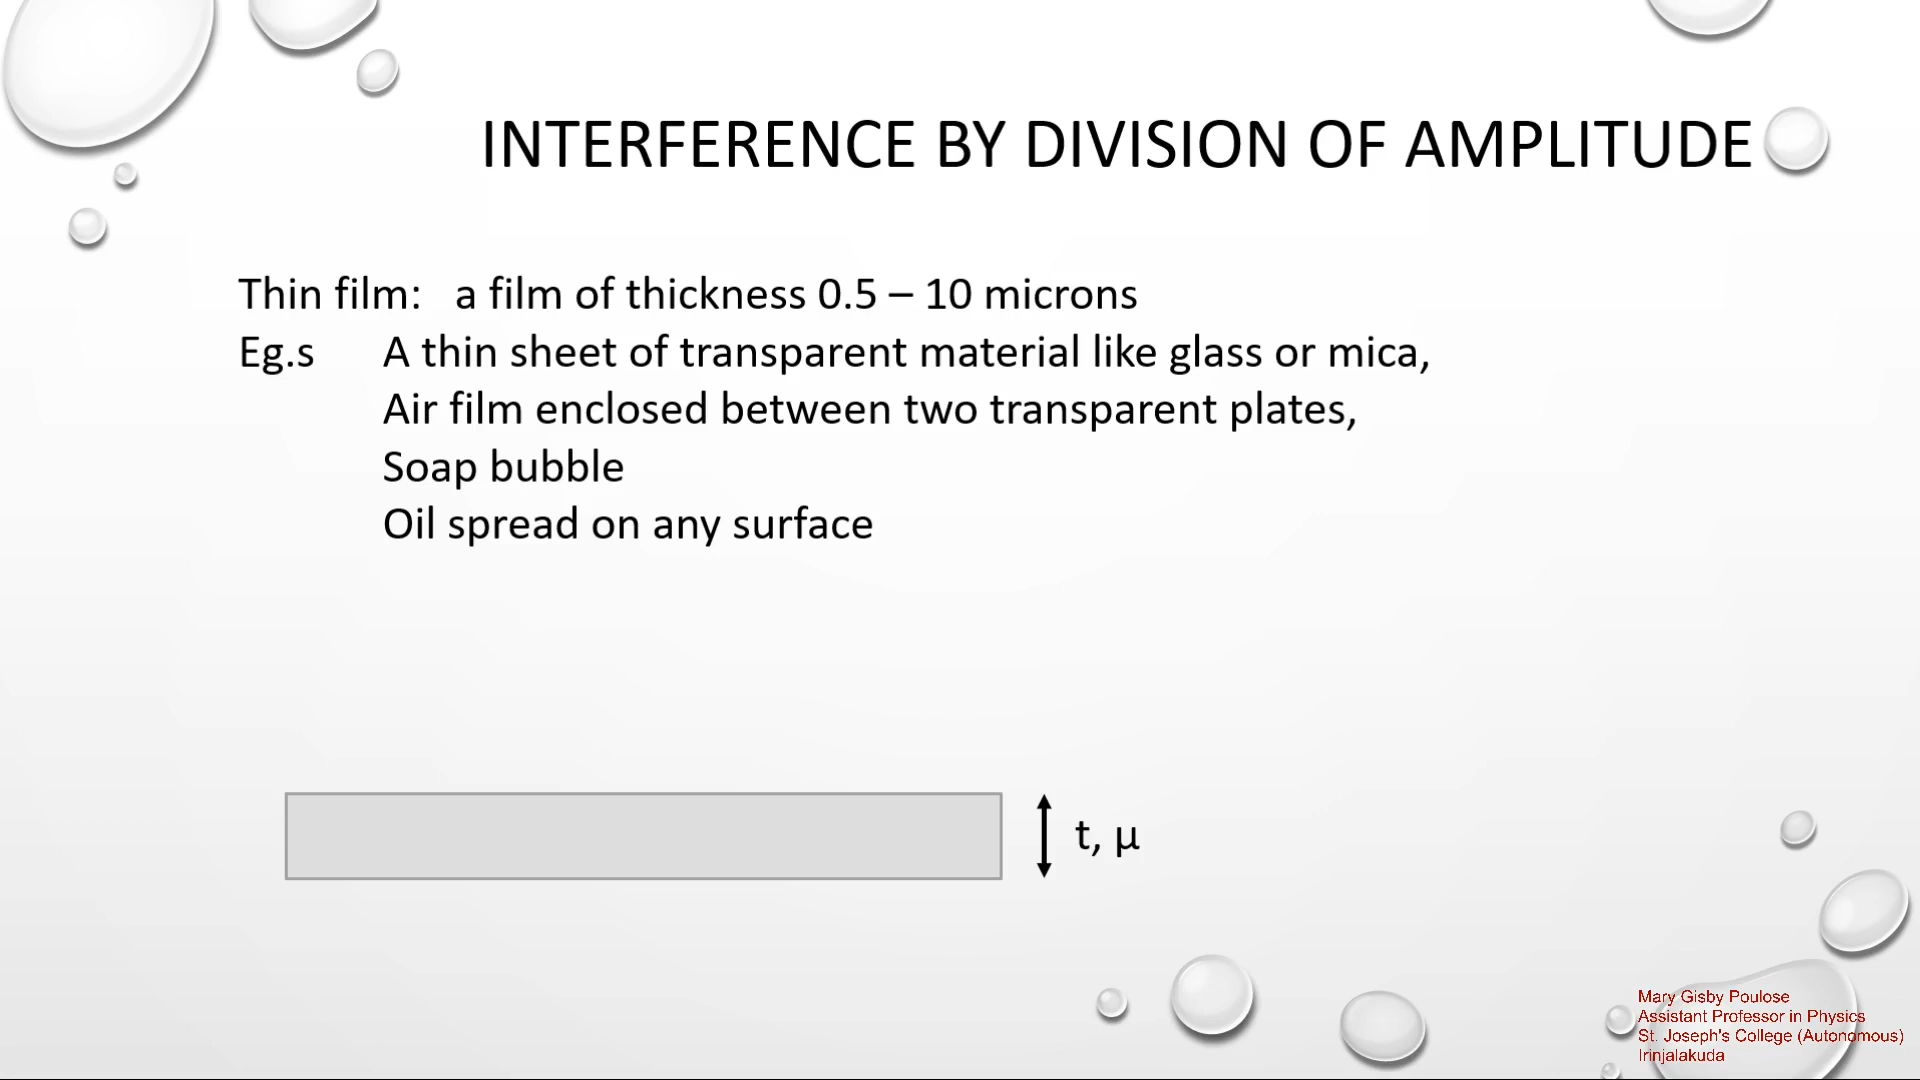 INTERFERENCE BY DIVISION OF AMPLITUDE
Thin film: a film of thickness 0.5 – 10 microns
Eg.s A thin sheet of transparent material like glass or mica,
Air film enclosed between two transparent plates,
Soap bubble
Oil spread on any surface
t, μ
Mary Gisby Poulose
Assistant Professor in Physics
St. Joseph's College (Autonomous)
Irinjalakuda